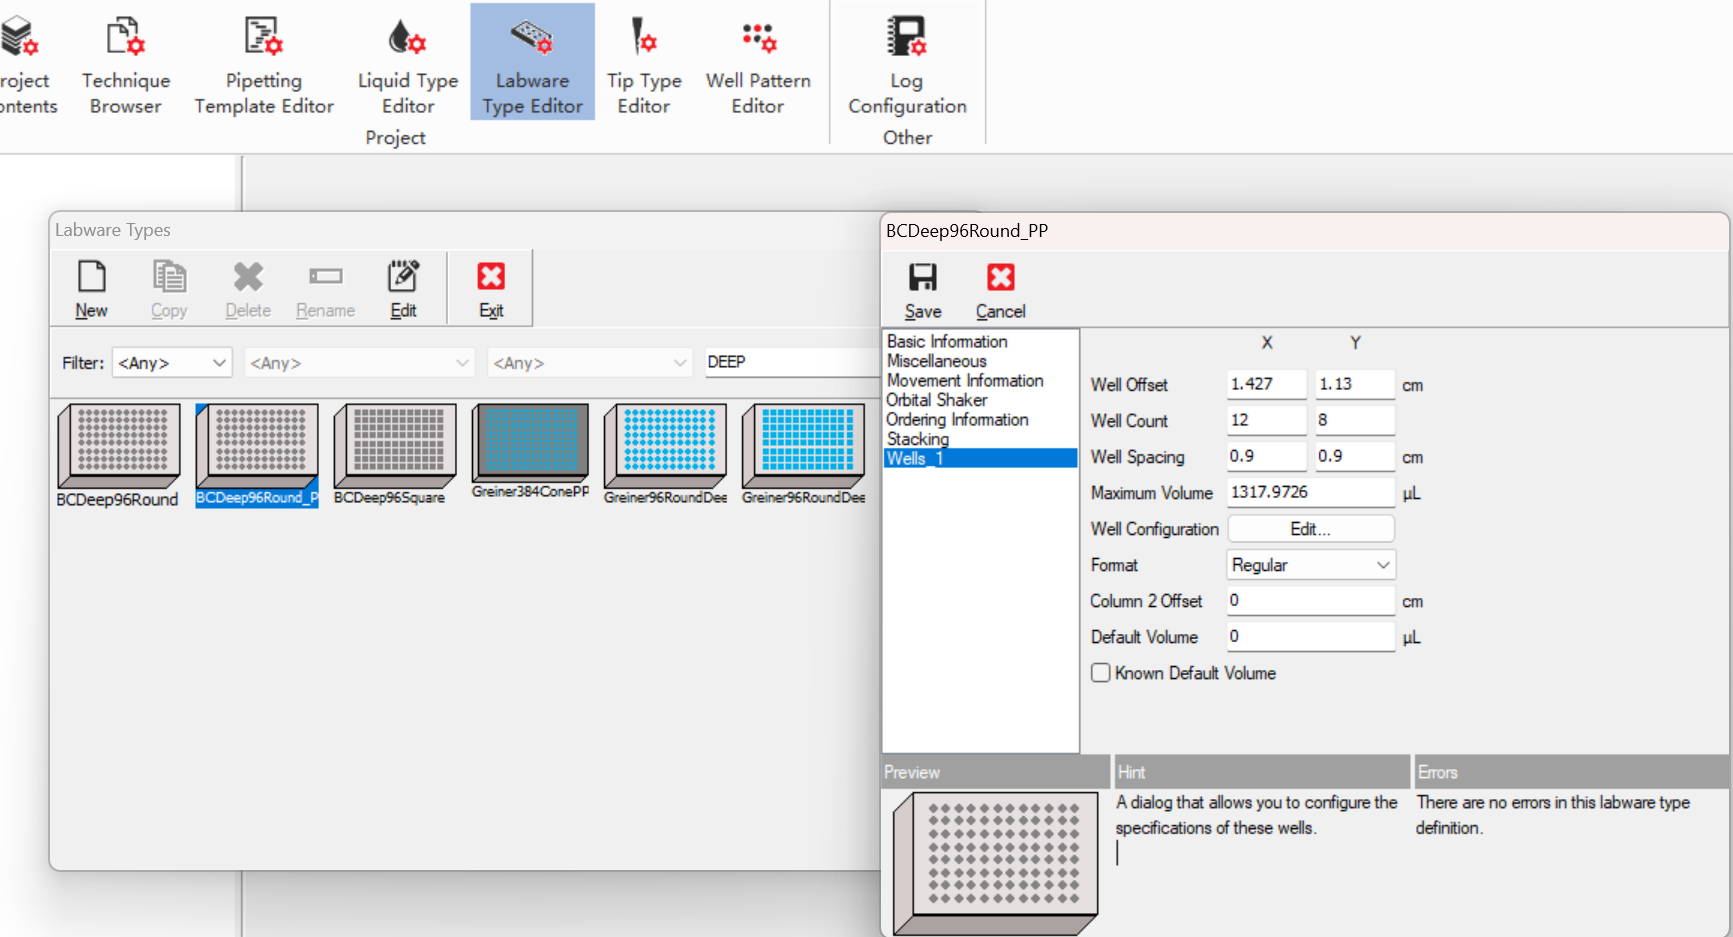 roject
ontents
Technique
Browser
Pipetting
Template Editor
Liquid Type
Editor
Labware
Type Editor
Tip Type
Editor
Well Pattern
Editor
Log
Configuration
Project
Other
Labware Types
New
Copy
Delete
Rename
Edit
Exit
Filter: <Any> <Any> <Any> DEEP
BCDeep96Round
BCDeep96Round_P
BCDeep96Square
Greiner384ConePP
Greiner96RoundDee
Greiner96RoundDee
BCDeep96Round_PP
Save
Cancel
Basic Information
Miscellaneous
Movement Information
Orbital Shaker
Ordering Information
Stacking
Wells_1
X Y
Well Offset 1.427 1.13 cm
Well Count 12 8
Well Spacing 0.9 0.9 cm
Maximum Volume 1317.9726 µL
Well Configuration Edit...
Format Regular
Column 2 Offset 0 cm
Default Volume 0 µL
Known Default Volume
Preview
Hint
A dialog that allows you to configure the
specifications of these wells.
Errors
There are no errors in this labware type
definition.